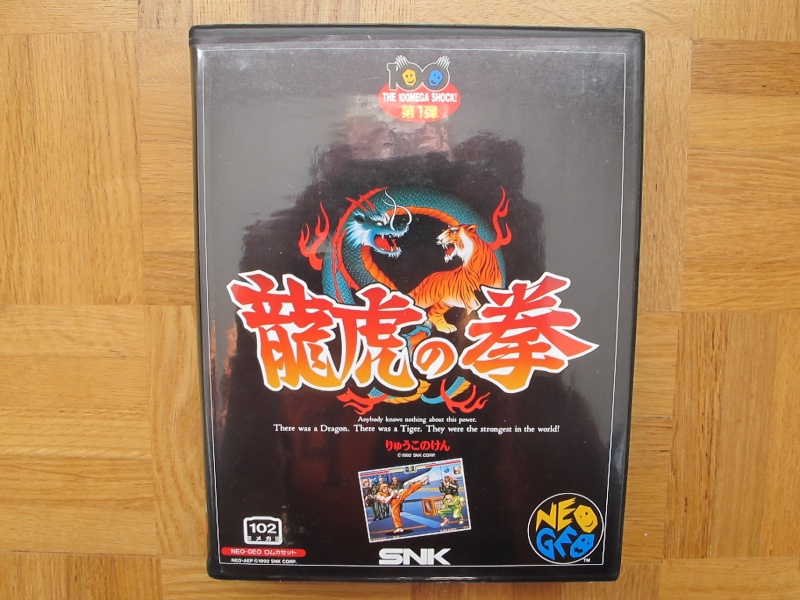 100
THE 100MEGA SHOCK!
第1弾
龍虎の拳
Anybody knows nothing about this power.
There was a Dragon. There was a Tiger. They were the strongest in the world!
りゅうこのけん
©1992 SNK CORP.
102
メガ
NEO-GEO ロムカセット
NEO-AEP ©1992 SNK CORP.
SNK
NEO
GEO
TM